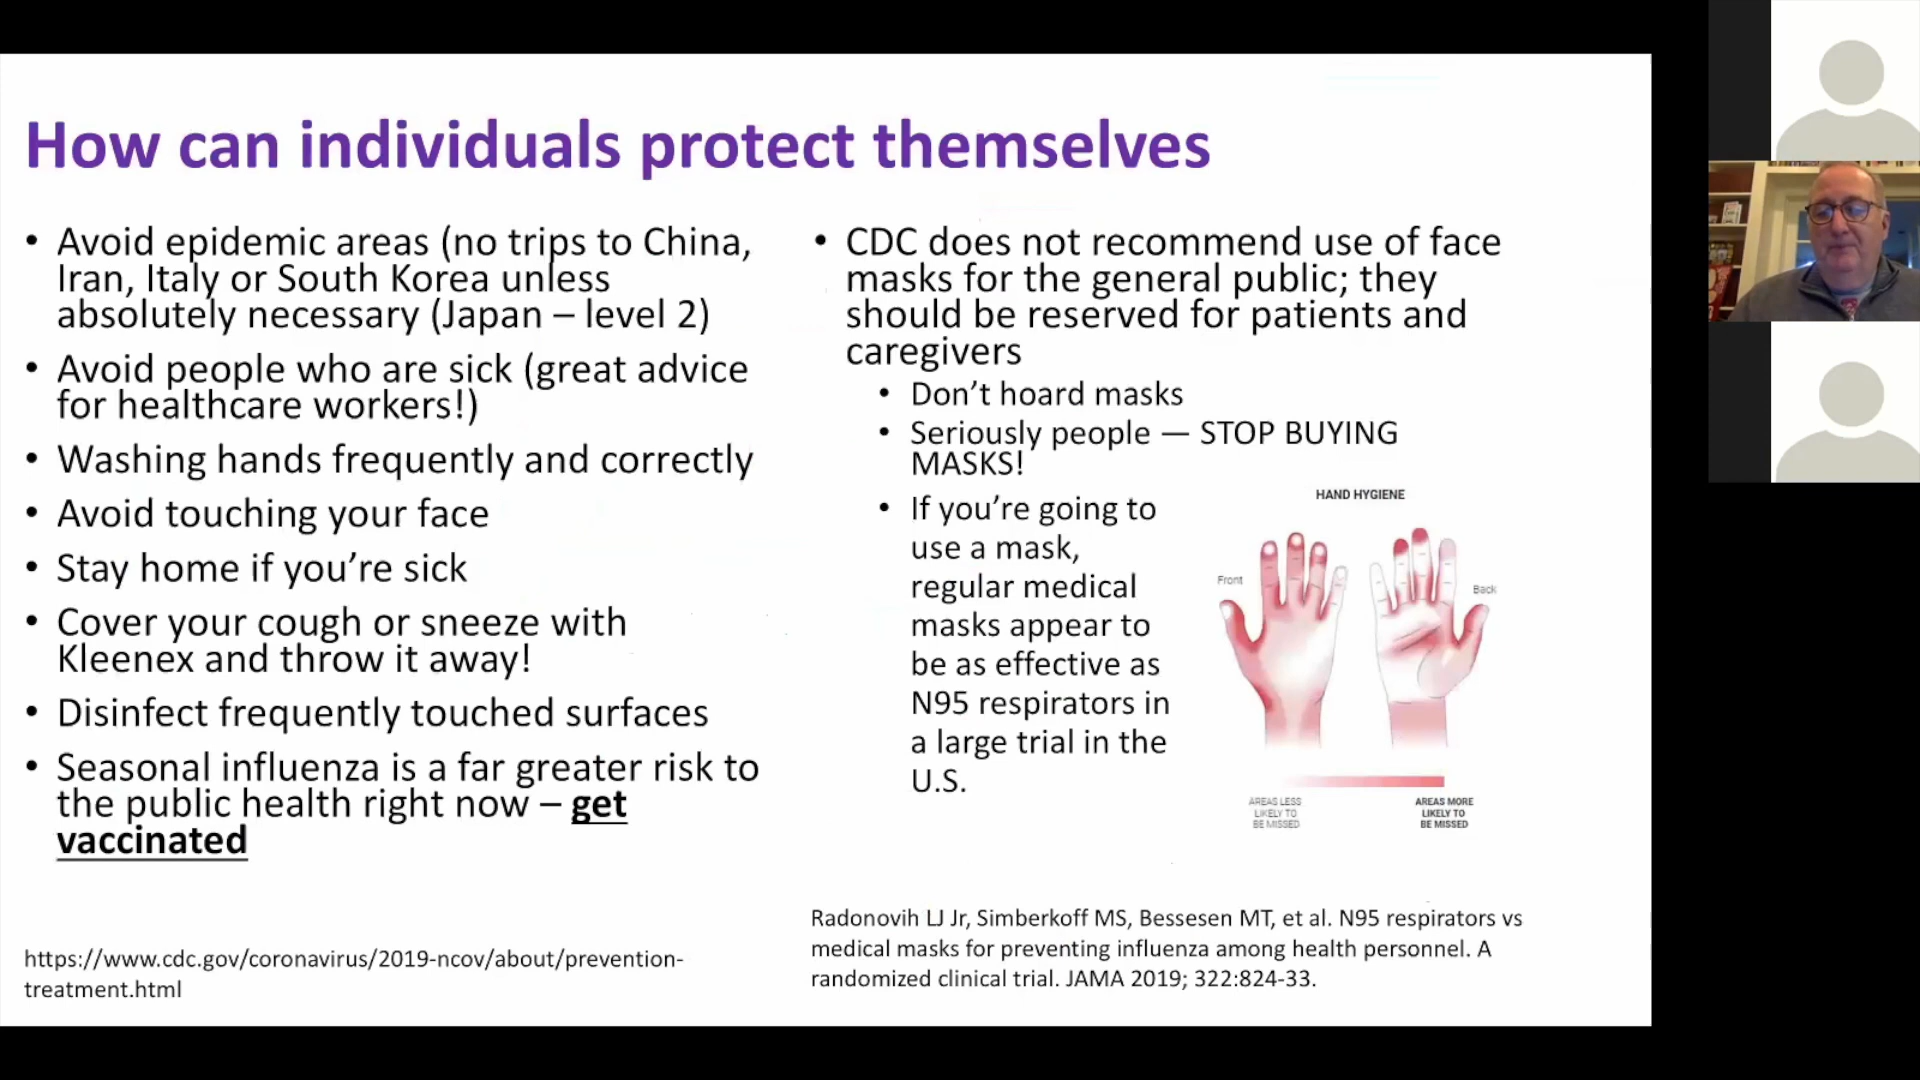 How can individuals protect themselves
• Avoid epidemic areas (no trips to China,
Iran, Italy or South Korea unless
absolutely necessary (Japan – level 2)
• Avoid people who are sick (great advice
for healthcare workers!)
• Washing hands frequently and correctly
• Avoid touching your face
• Stay home if you’re sick
• Cover your cough or sneeze with
Kleenex and throw it away!
• Disinfect frequently touched surfaces
• Seasonal influenza is a far greater risk to
the public health right now – get
vaccinated
https://www.cdc.gov/coronavirus/2019-ncov/about/prevention-
treatment.html
• CDC does not recommend use of face
masks for the general public; they
should be reserved for patients and
caregivers
• Don’t hoard masks
• Seriously people — STOP BUYING
MASKS!
• If you’re going to
use a mask,
regular medical
masks appear to
be as effective as
N95 respirators in
a large trial in the
U.S.
HAND HYGIENE
Front
Back
AREAS LESS
LIKELY TO
BE MISSED
AREAS MORE
LIKELY TO
BE MISSED
Radonovih LJ Jr, Simberkoff MS, Bessesen MT, et al. N95 respirators vs
medical masks for preventing influenza among health personnel. A
randomized clinical trial. JAMA 2019; 322:824-33.